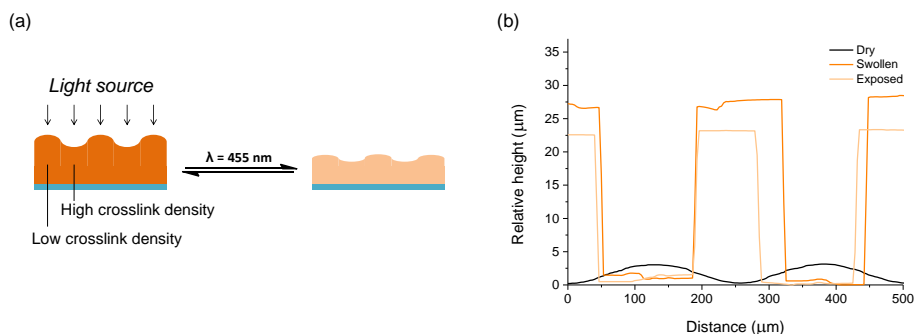 (a)
Light source
λ = 455 nm
High crosslink density
Low crosslink density
(b)
Relative height (μm)
35
30
25
20
15
10
5
0
Dry
Swollen
Exposed
0 100 200 300 400 500
Distance (μm)